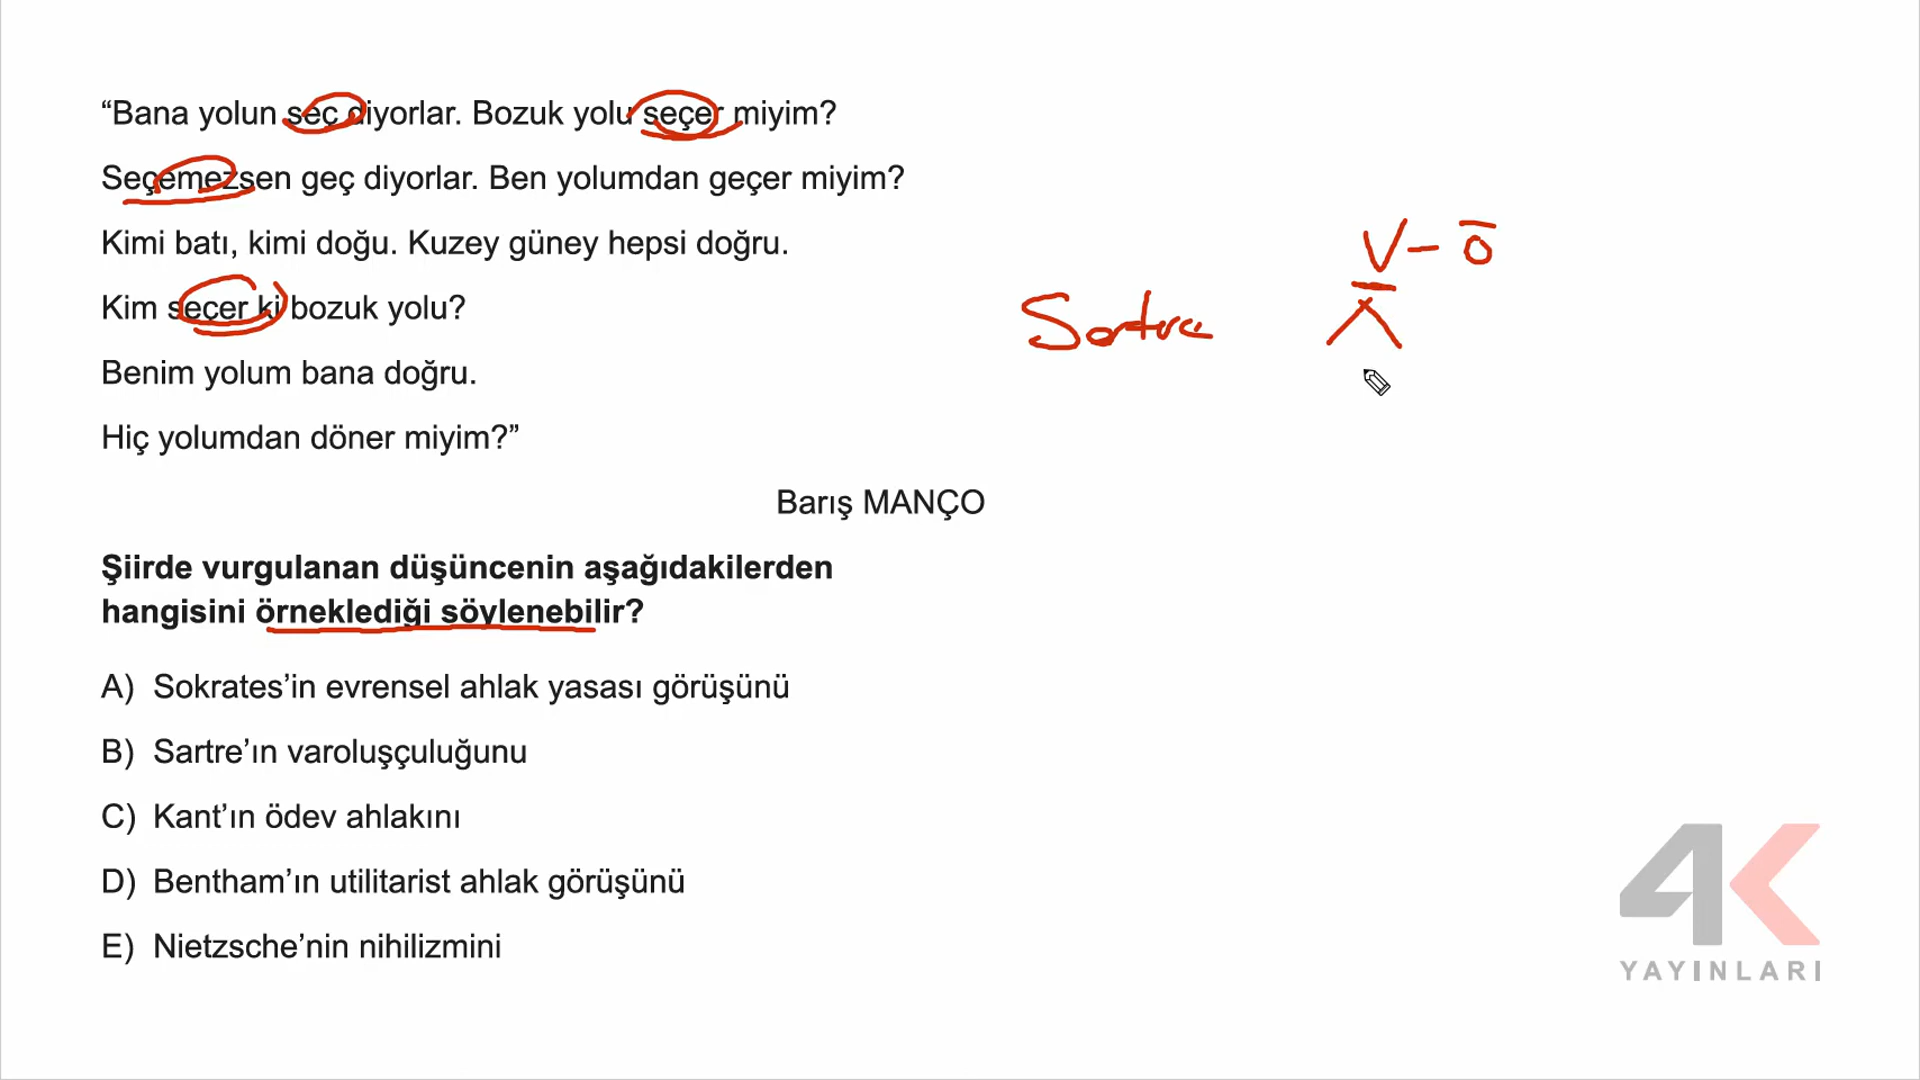 “Bana yolun seç diyorlar. Bozuk yolu seçer miyim?
Seçemezsen geç diyorlar. Ben yolumdan geçer miyim?
Kimi batı, kimi doğu. Kuzey güney hepsi doğru.
Kim seçer ki bozuk yolu?
Benim yolum bana doğru.
Hiç yolumdan döner miyim?”
Barış MANÇO
V - ö
Sartre
Şiirde vurgulanan düşüncenin aşağıdakilerden
hangisini örneklediği söylenebilir?
A) Sokrates’in evrensel ahlak yasası görüşünü
B) Sartre’ın varoluşçuluğunu
C) Kant’ın ödev ahlakını
D) Bentham’ın utilitarist ahlak görüşünü
E) Nietzsche’nin nihilizmini
4K
YAYINLARI